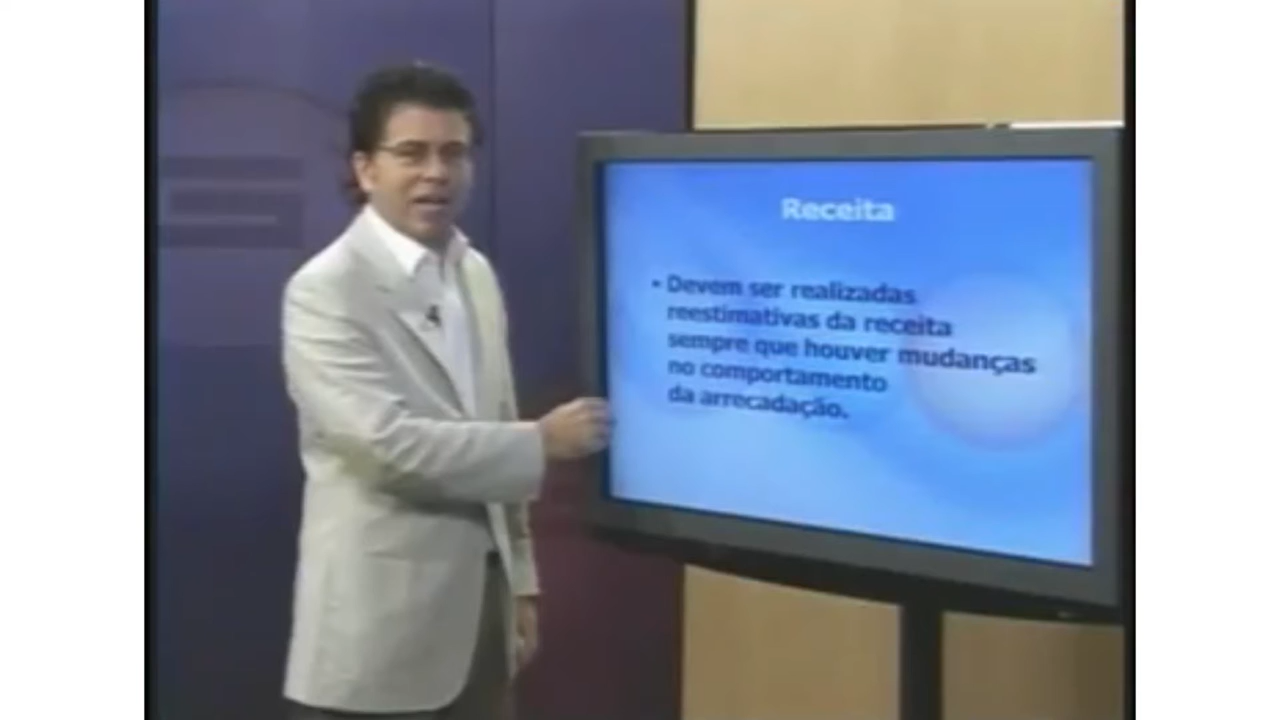 Receita
• Devem ser realizadas
reestimativas da receita
sempre que houver mudanças
no comportamento
da arrecadação.